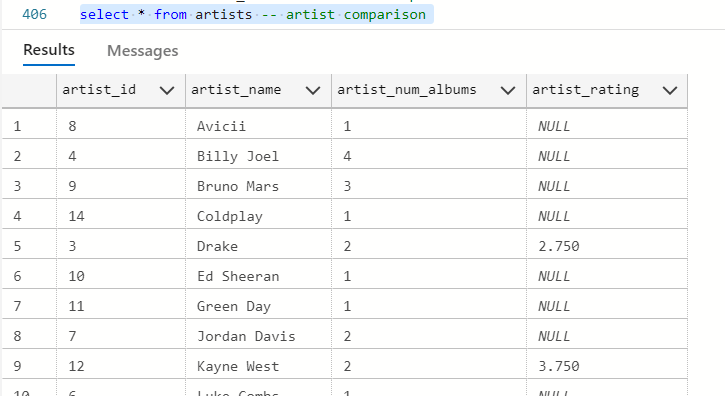 406 select * from artists -- artist comparison
Results Messages
artist_id artist_name artist_num_albums artist_rating
1 8 Avicii 1 NULL
2 4 Billy Joel 4 NULL
3 9 Bruno Mars 3 NULL
4 14 Coldplay 1 NULL
5 3 Drake 2 2.750
6 10 Ed Sheeran 1 NULL
7 11 Green Day 1 NULL
8 7 Jordan Davis 2 NULL
9 12 Kayne West 2 3.750
10 6 Luke Combs 1 NULL